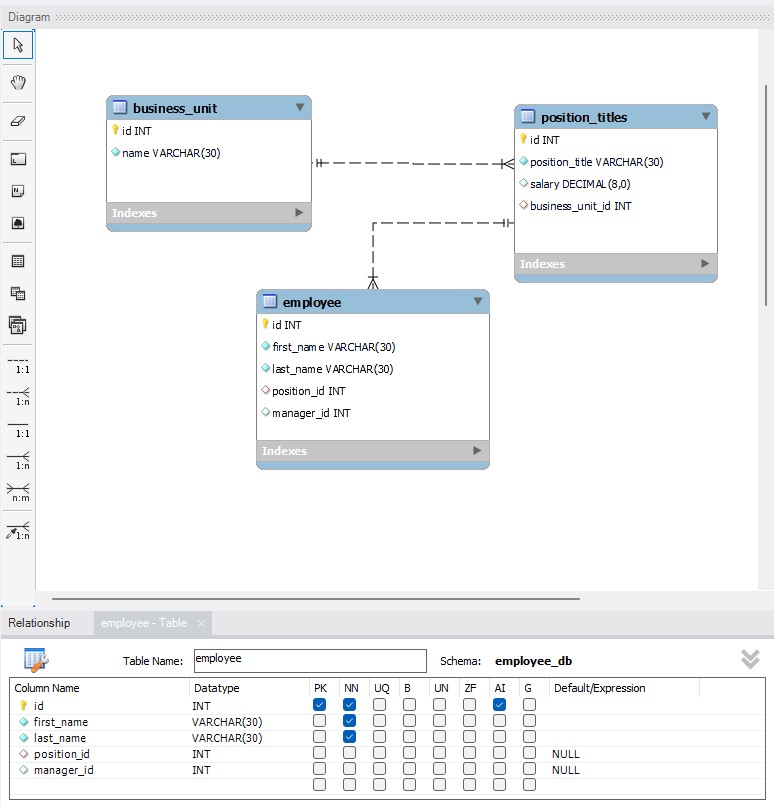 Diagram
business_unit
id INT
name VARCHAR(30)
Indexes
position_titles
id INT
position_title VARCHAR(30)
salary DECIMAL(8,0)
business_unit_id INT
Indexes
employee
id INT
first_name VARCHAR(30)
last_name VARCHAR(30)
position_id INT
manager_id INT
Indexes
1:1
1:n
1:1
1:n
n:m
1:n
Relationship employee - Table ×
Table Name: employee Schema: employee_db
Column Name Datatype PK NN UQ B UN ZF AI G Default/Expression
id INT
first_name VARCHAR(30)
last_name VARCHAR(30)
position_id INT NULL
manager_id INT NULL